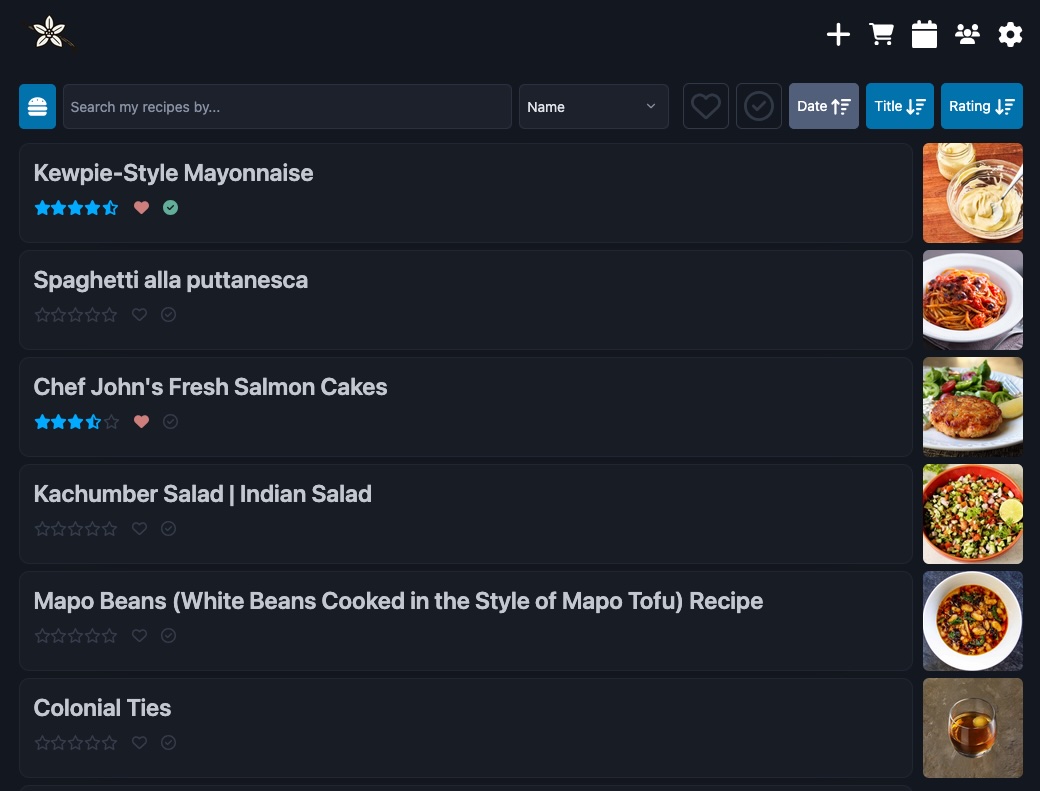 Search my recipes by...
Name
Date
Title
Rating
Kewpie-Style Mayonnaise
Spaghetti alla puttanesca
Chef John's Fresh Salmon Cakes
Kachumber Salad | Indian Salad
Mapo Beans (White Beans Cooked in the Style of Mapo Tofu) Recipe
Colonial Ties